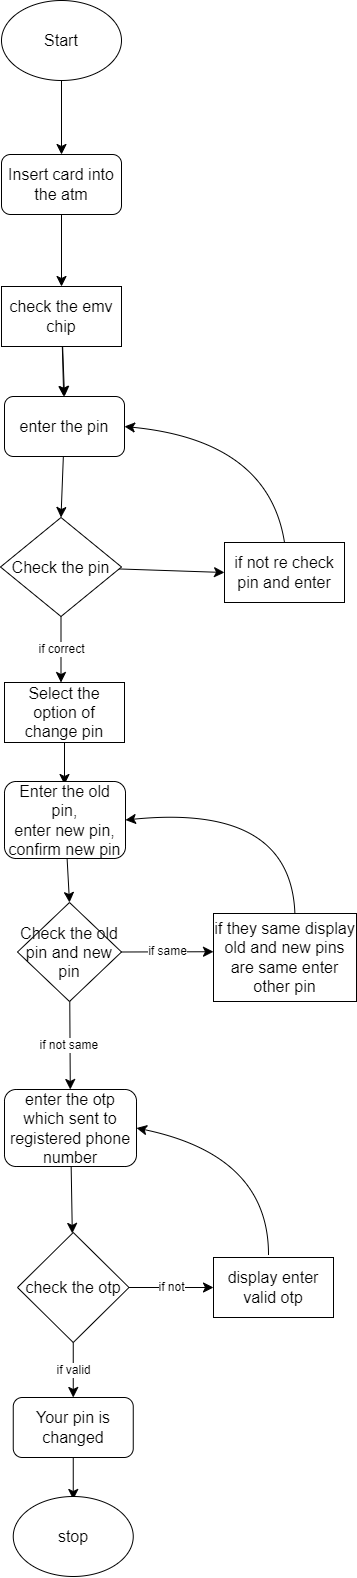 Start
Insert card into
the atm
check the emv
chip
enter the pin
Check the pin
if not re check
pin and enter
if correct
Select the
option of
change pin
Enter the old
pin,
enter new pin,
confirm new pin
Check the old
pin and new
pin
if same
if they same display
old and new pins
are same enter
other pin
if not same
enter the otp
which sent to
registered phone
number
check the otp
if not
display enter
valid otp
if valid
Your pin is
changed
stop